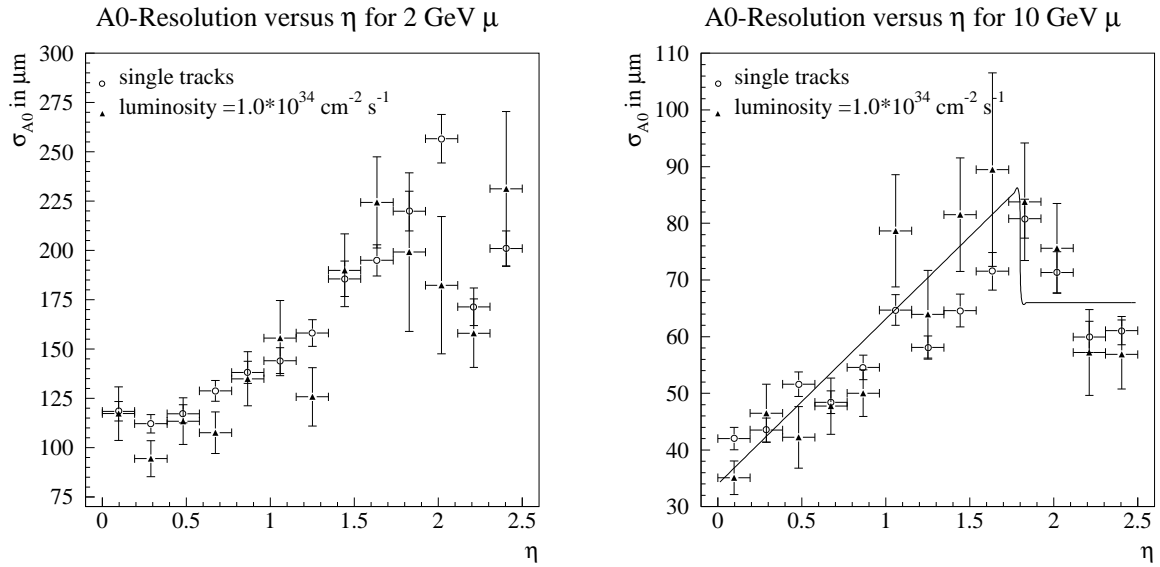 A0-Resolution versus η for 2 GeV μ
σA0 in μm
300
275
250
225
200
175
150
125
100
75
single tracks
luminosity =1.0*10^34 cm^-2 s^-1
0 0.5 1 1.5 2 2.5
η
A0-Resolution versus η for 10 GeV μ
σA0 in μm
110
100
90
80
70
60
50
40
30
single tracks
luminosity =1.0*10^34 cm^-2 s^-1
0 0.5 1 1.5 2 2.5
η